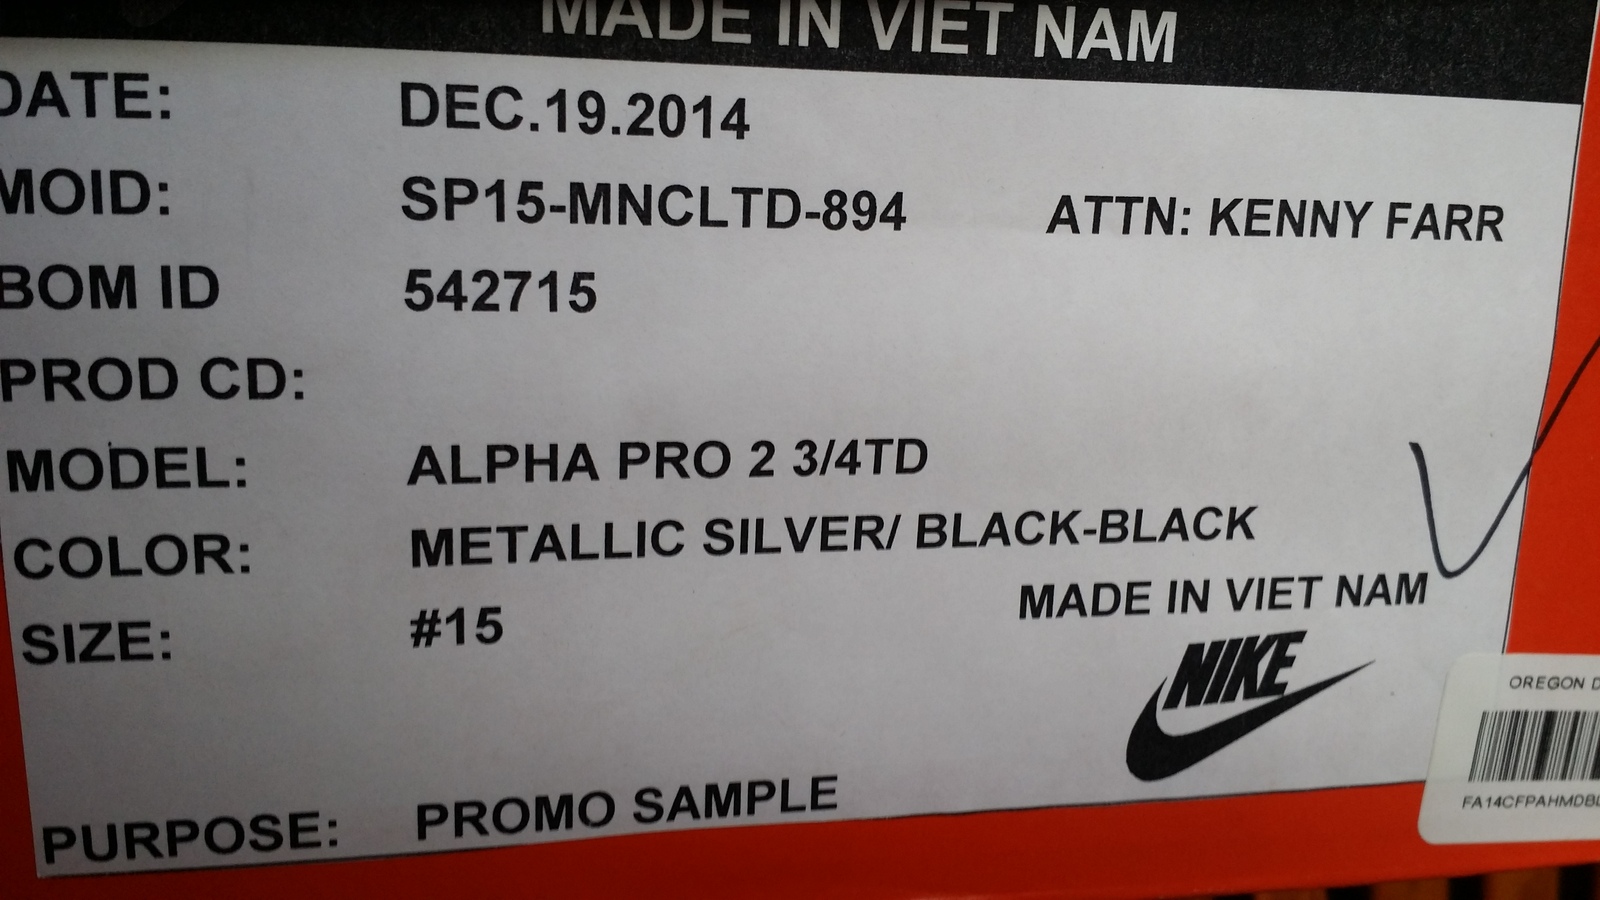 MADE IN VIET NAM
DATE: DEC.19.2014
MOID: SP15-MNCLTD-894 ATTN: KENNY FARR
BOM ID 542715
PROD CD:
MODEL: ALPHA PRO 2 3/4TD
COLOR: METALLIC SILVER/ BLACK-BLACK
SIZE: #15
MADE IN VIET NAM
NIKE
OREGON
PURPOSE: PROMO SAMPLE